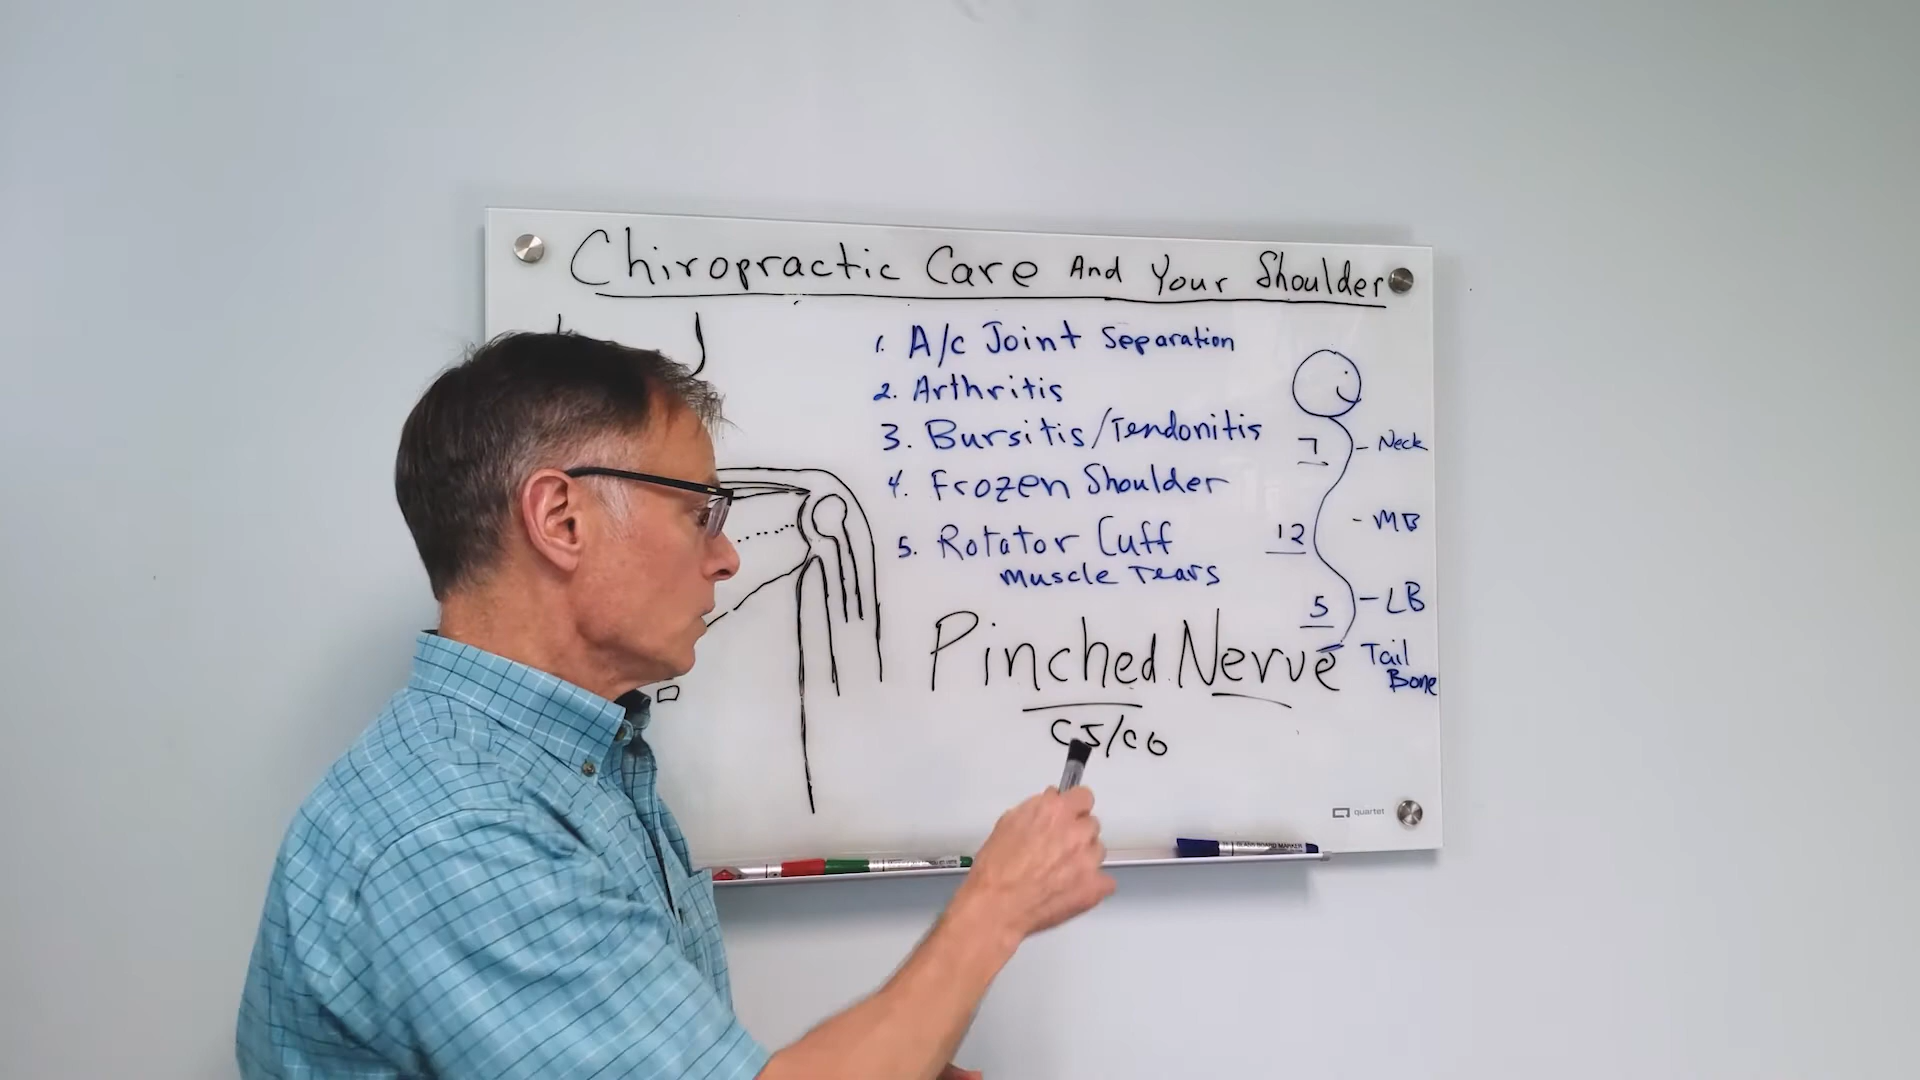 Chiropractic Care And Your Shoulder
1. A/C Joint Separation
2. Arthritis
3. Bursitis/Tendonitis
4. Frozen Shoulder
5. Rotator Cuff
Muscle Tears
Pinched Nerve
C5/C6
7 - Neck
12 - MB
5 - LB
Tail
Bone
quartet